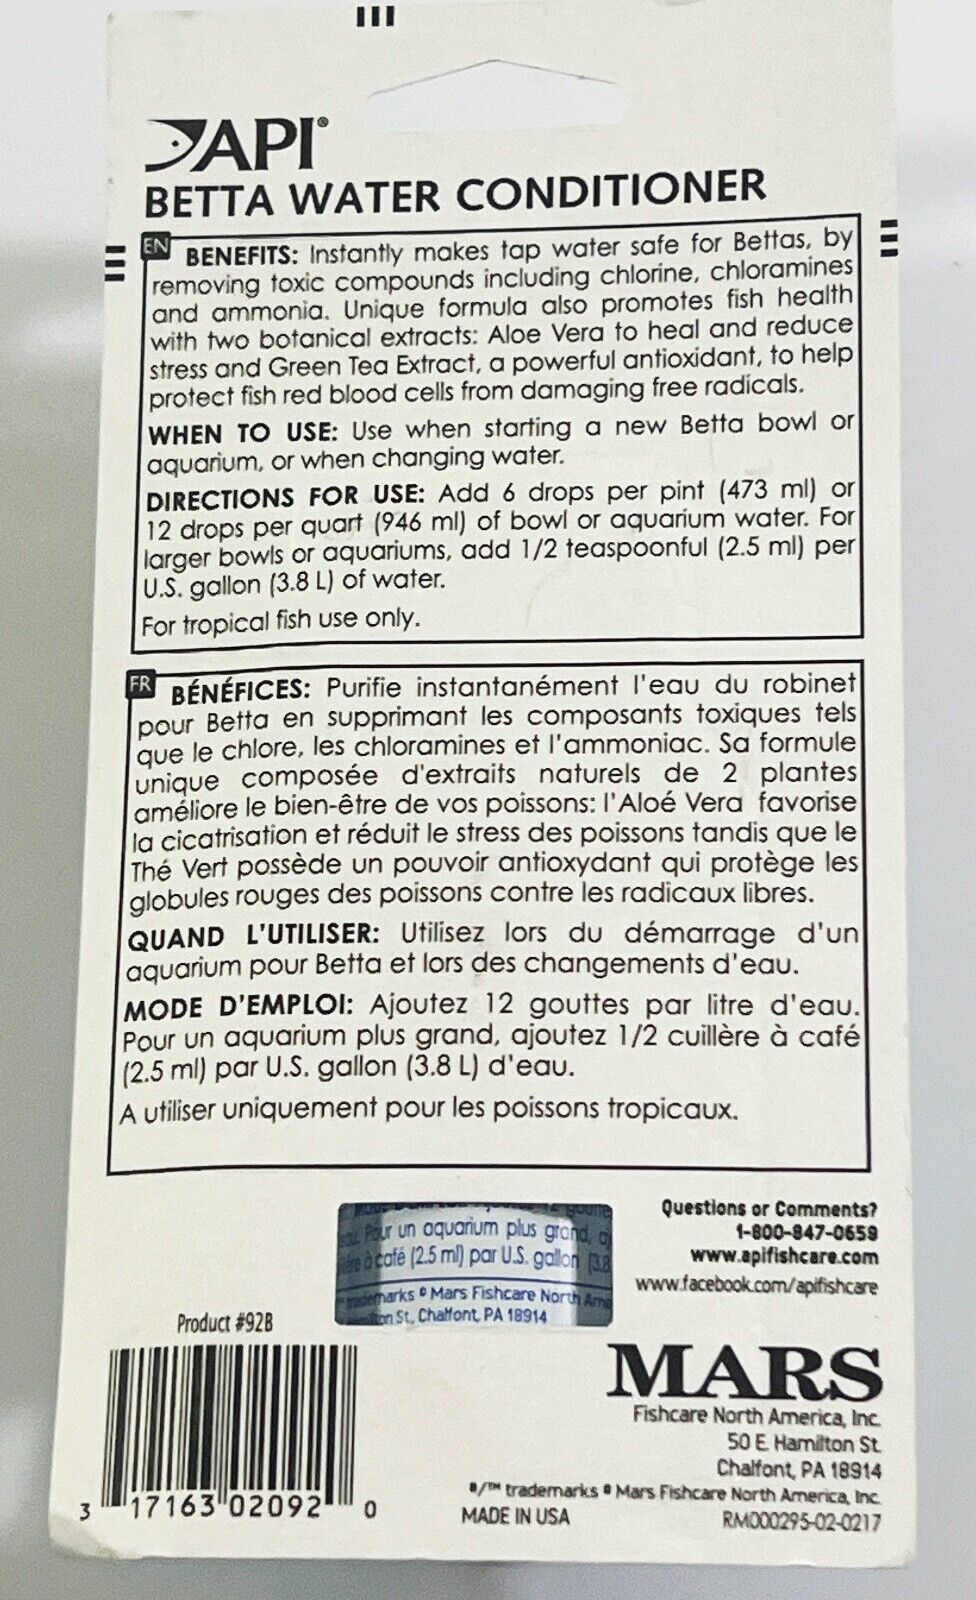 API®
BETTA WATER CONDITIONER
EN BENEFITS: Instantly makes tap water safe for Bettas, by
removing toxic compounds including chlorine, chloramines
and ammonia. Unique formula also promotes fish health
with two botanical extracts: Aloe Vera to heal and reduce
stress and Green Tea Extract, a powerful antioxidant, to help
protect fish red blood cells from damaging free radicals.
WHEN TO USE: Use when starting a new Betta bowl or
aquarium, or when changing water.
DIRECTIONS FOR USE: Add 6 drops per pint (473 ml) or
12 drops per quart (946 ml) of bowl or aquarium water. For
larger bowls or aquariums, add 1/2 teaspoonful (2.5 ml) per
U.S. gallon (3.8 L) of water.
For tropical fish use only.
FR BÉNÉFICES: Purifie instantanément l'eau du robinet
pour Betta en supprimant les composants toxiques tels
que le chlore, les chloramines et l'ammoniac. Sa formule
unique composée d'extraits naturels de 2 plantes
améliore le bien-être de vos poissons: l'Aloé Vera favorise
la cicatrisation et réduit le stress des poissons tandis que le
Thé Vert possède un pouvoir antioxydant qui protège les
globules rouges des poissons contre les radicaux libres.
QUAND L'UTILISER: Utilisez lors du démarrage d'un
aquarium pour Betta et lors des changements d'eau.
MODE D'EMPLOI: Ajoutez 12 gouttes par litre d'eau.
Pour un aquarium plus grand, ajoutez 1/2 cuillère à café
(2.5 ml) par U.S. gallon (3.8 L) d'eau.
A utiliser uniquement pour les poissons tropicaux.
Pour un aquarium plus grand,
à café (2.5 ml) par U.S. gallon (3.8
trademarks © Mars Fishcare North Ame
St., Chalfont, PA 18914
Questions or Comments?
1-800-847-0659
www.apifishcare.com
www.facebook.com/apifishcare
Product #92B
3 17163 02092 0
MARS
Fishcare North America, Inc.
50 E. Hamilton St.
Chalfont, PA 18914
®/™ trademarks © Mars Fishcare North America, Inc.
MADE IN USA
RM000295-02-0217